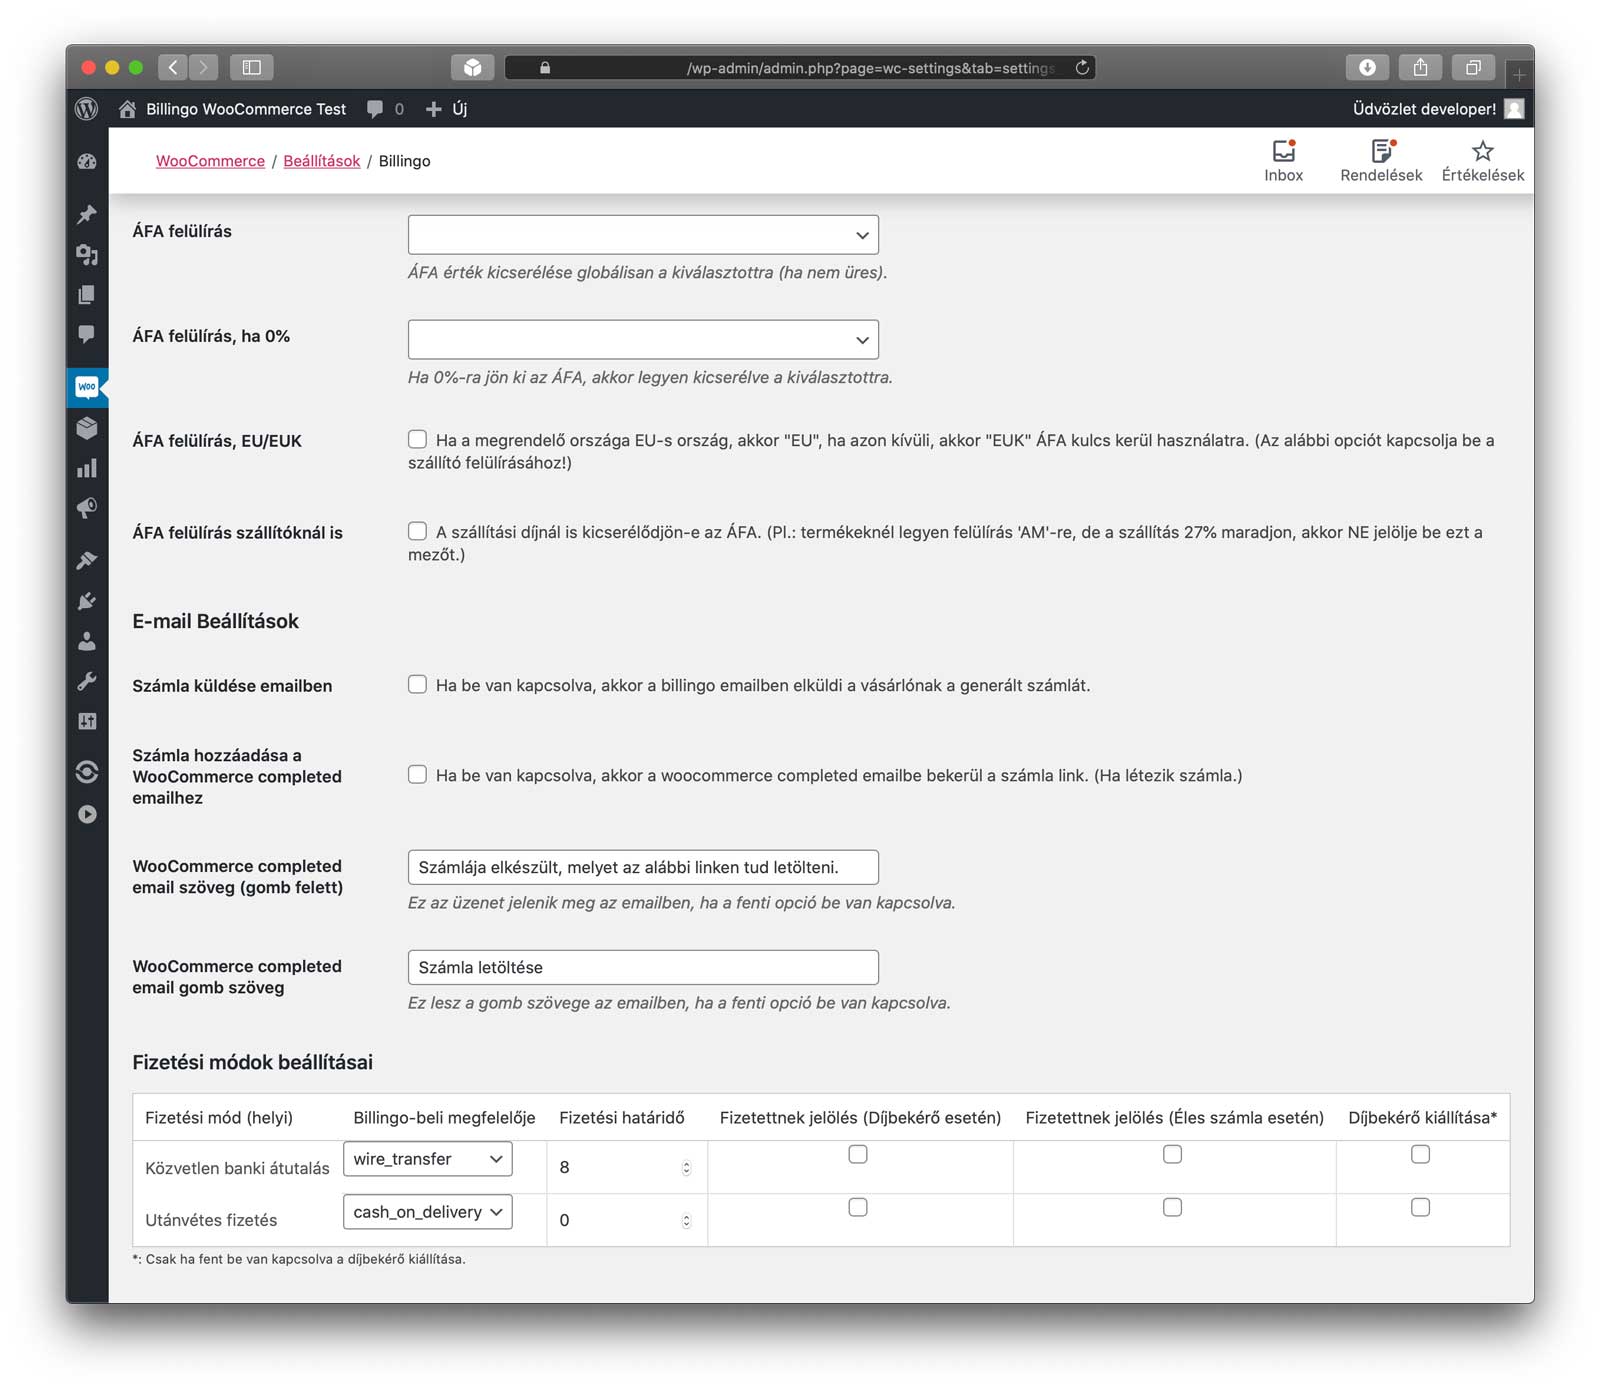 /wp-admin/admin.php?page=wc-settings&tab=settings
Billingo WooCommerce Test 0 Új Üdvözlet developer!
WooCommerce / Beállítások / Billingo
Inbox Rendelések Értékelések
ÁFA felülírás
ÁFA érték kicserélése globálisan a kiválasztottra (ha nem üres).
ÁFA felülírás, ha 0%
Ha 0%-ra jön ki az ÁFA, akkor legyen kicserélve a kiválasztottra.
Woo
ÁFA felülírás, EU/EUK
Ha a megrendelő országa EU-s ország, akkor "EU", ha azon kívüli, akkor "EUK" ÁFA kulcs kerül használatra. (Az alábbi opciót kapcsolja be a
szállító felülírásához!)
ÁFA felülírás szállítóknál is
A szállítási díjnál is kicserélődjön-e az ÁFA. (Pl.: termékeknél legyen felülírás 'AM'-re, de a szállítás 27% maradjon, akkor NE jelölje be ezt a
mezőt.)
E-mail Beállítások
Számla küldése emailben
Ha be van kapcsolva, akkor a billingo emailben elküldi a vásárlónak a generált számlát.
Számla hozzáadása a
WooCommerce completed
emailhez
Ha be van kapcsolva, akkor a woocommerce completed emailbe bekerül a számla link. (Ha létezik számla.)
WooCommerce completed
email szöveg (gomb felett)
Számlája elkészült, melyet az alábbi linken tud letölteni.
Ez az üzenet jelenik meg az emailben, ha a fenti opció be van kapcsolva.
WooCommerce completed
email gomb szöveg
Számla letöltése
Ez lesz a gomb szövege az emailben, ha a fenti opció be van kapcsolva.
Fizetési módok beállításai
Fizetési mód (helyi) Billingo-beli megfelelője Fizetési határidő Fizetettnek jelölés (Díjbekérő esetén) Fizetettnek jelölés (Éles számla esetén) Díjbekérő kiállítása*
Közvetlen banki átutalás wire_transfer 8
Utánvétes fizetés cash_on_delivery 0
*: Csak ha fent be van kapcsolva a díjbekérő kiállítása.